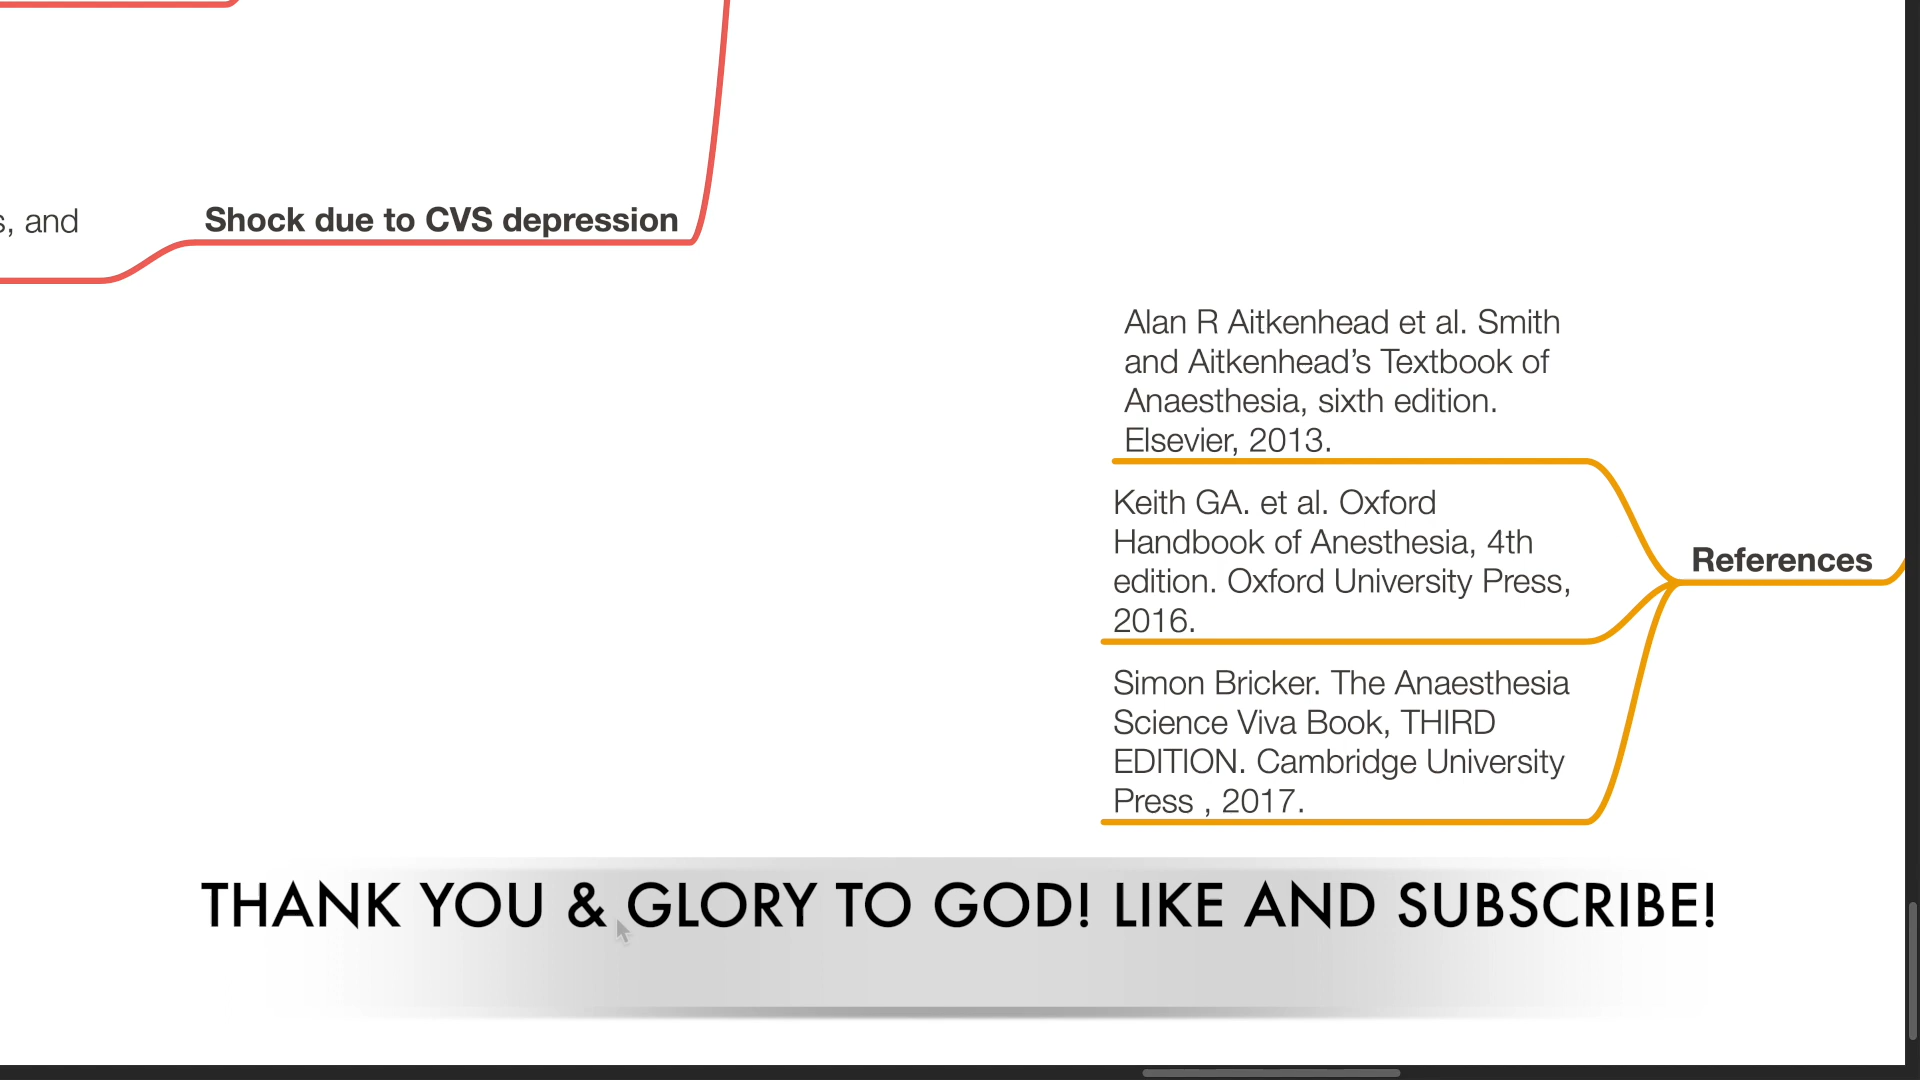 s, and
Shock due to CVS depression
Alan R Aitkenhead et al. Smith
and Aitkenhead’s Textbook of
Anaesthesia, sixth edition.
Elsevier, 2013.
Keith GA. et al. Oxford
Handbook of Anesthesia, 4th
edition. Oxford University Press,
2016.
References
Simon Bricker. The Anaesthesia
Science Viva Book, THIRD
EDITION. Cambridge University
Press , 2017.
THANK YOU & GLORY TO GOD! LIKE AND SUBSCRIBE!